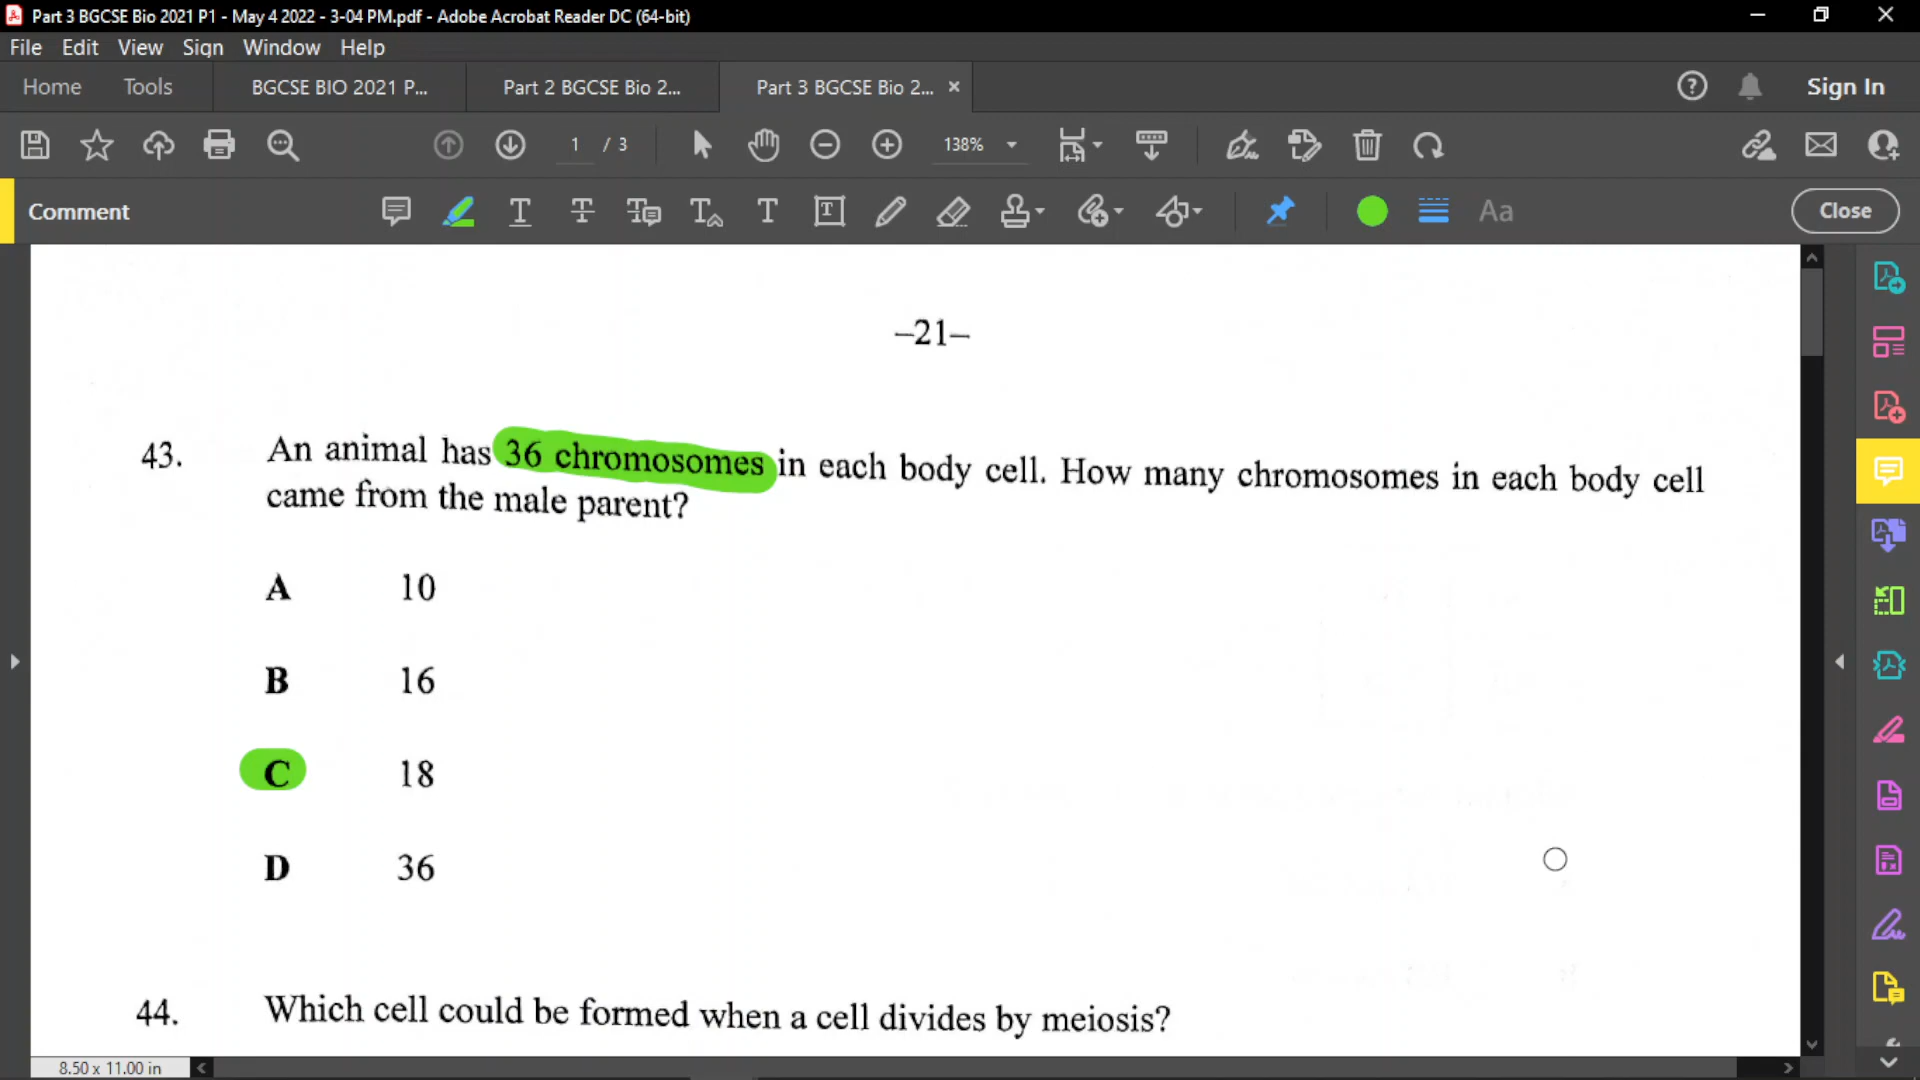 Part 3 BGCSE Bio 2021 P1 - May 4 2022 - 3-04 PM.pdf - Adobe Acrobat Reader DC (64-bit)
File Edit View Sign Window Help
Home Tools BGCSE BIO 2021 P... Part 2 BGCSE Bio 2... Part 3 BGCSE Bio 2... × Sign In
1 / 3 138%
Comment Aa Close
–21–
43. An animal has 36 chromosomes in each body cell. How many chromosomes in each body cell
came from the male parent?
A 10
B 16
C 18
D 36
44. Which cell could be formed when a cell divides by meiosis?
8.50 x 11.00 in